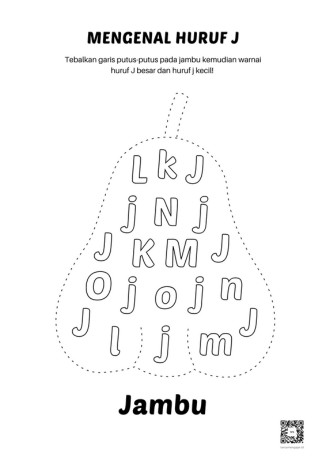 MENGENAL HURUF J
Tebalkan garis putus-putus pada jambu kemudian warnai
huruf J besar dan huruf j kecil!
L k J
j N j
J K M J
O j o j n
J l j m J
Jambu